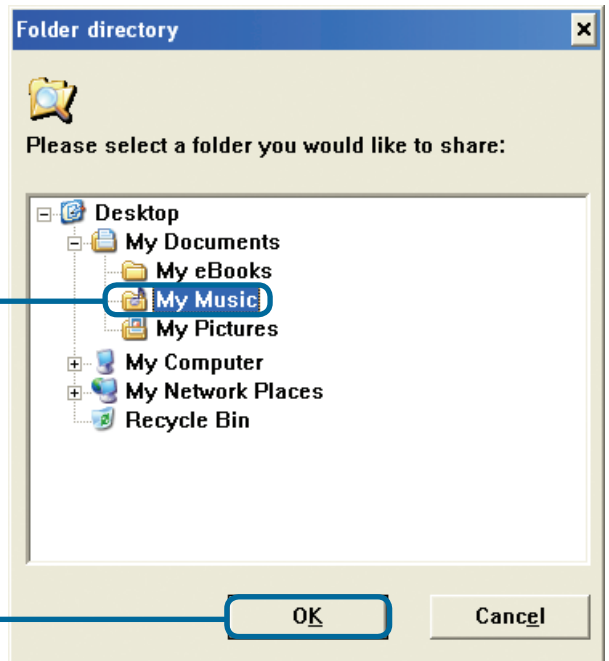 Folder directory
Please select a folder you would like to share:
Desktop
My Documents
My eBooks
My Music
My Pictures
My Computer
My Network Places
Recycle Bin
OK Cancel